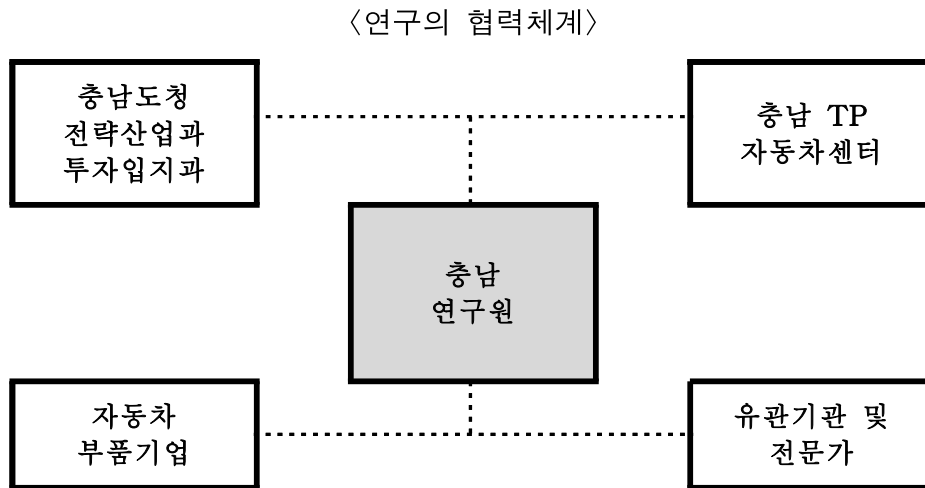 〈연구의 협력체계〉
충남도청
전략산업과
투자입지과
충남 TP
자동차센터
충남
연구원
자동차
부품기업
유관기관 및
전문가